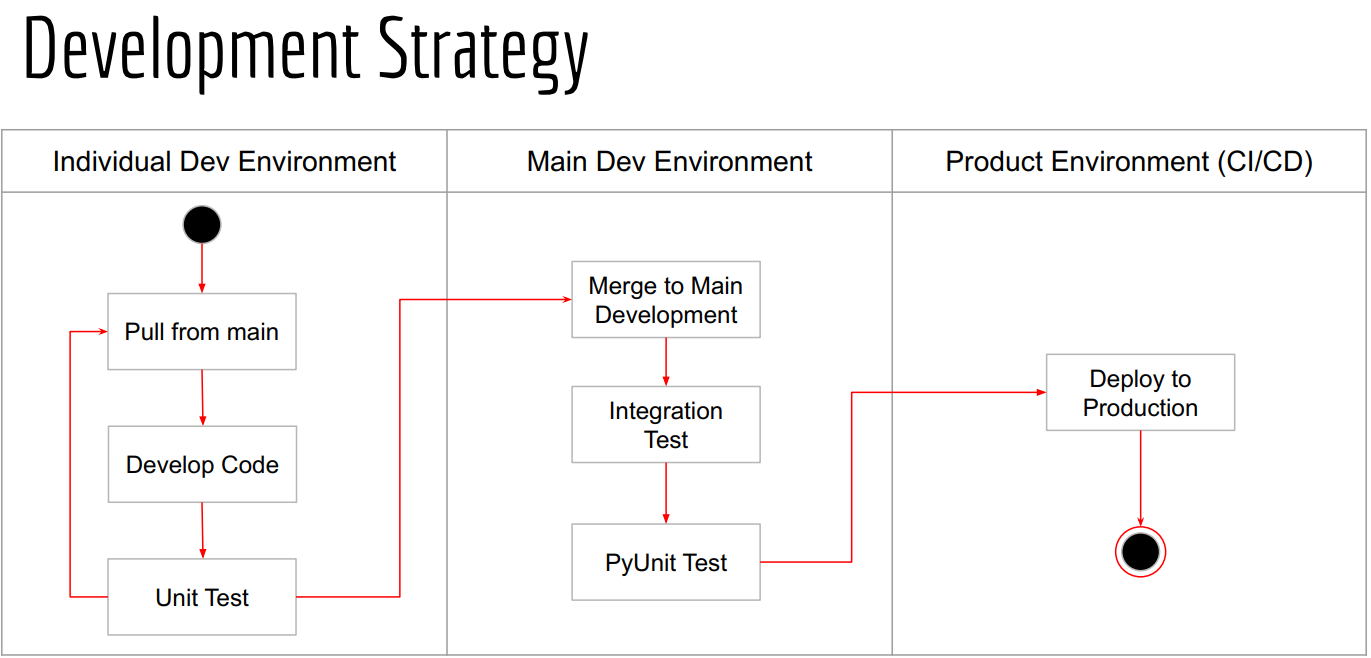 Development Strategy
Individual Dev Environment
Main Dev Environment
Product Environment (CI/CD)
Pull from main
Develop Code
Unit Test
Merge to Main
Development
Integration
Test
PyUnit Test
Deploy to
Production